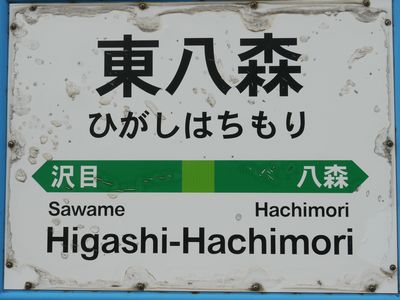 東八森
ひがしはちもり
沢目 八森
Sawame Hachimori
Higashi-Hachimori